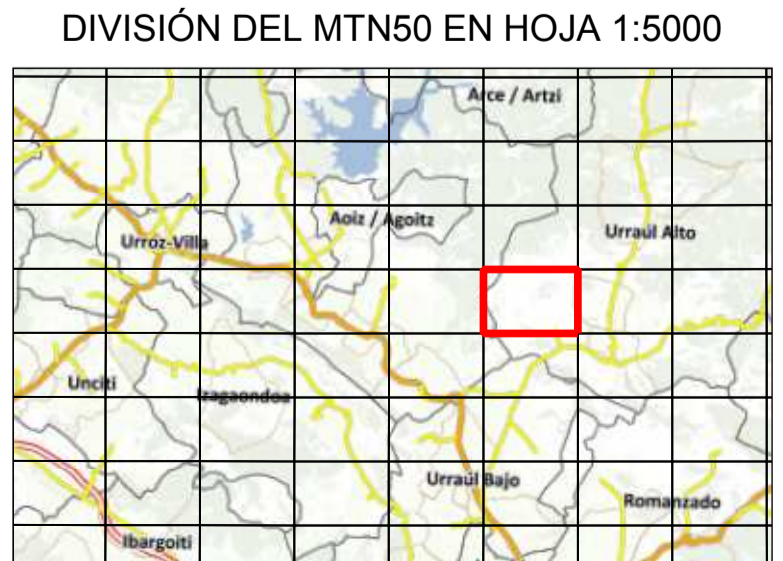 DIVISIÓN DEL MTN50 EN HOJA 1:5000
Arce / Artzi
Aoiz / Agoitz
Urraúl Alto
Urroz-Villa
Unciti
Izagaondoa
Urraúl Bajo
Romanzado
Ibargoiti